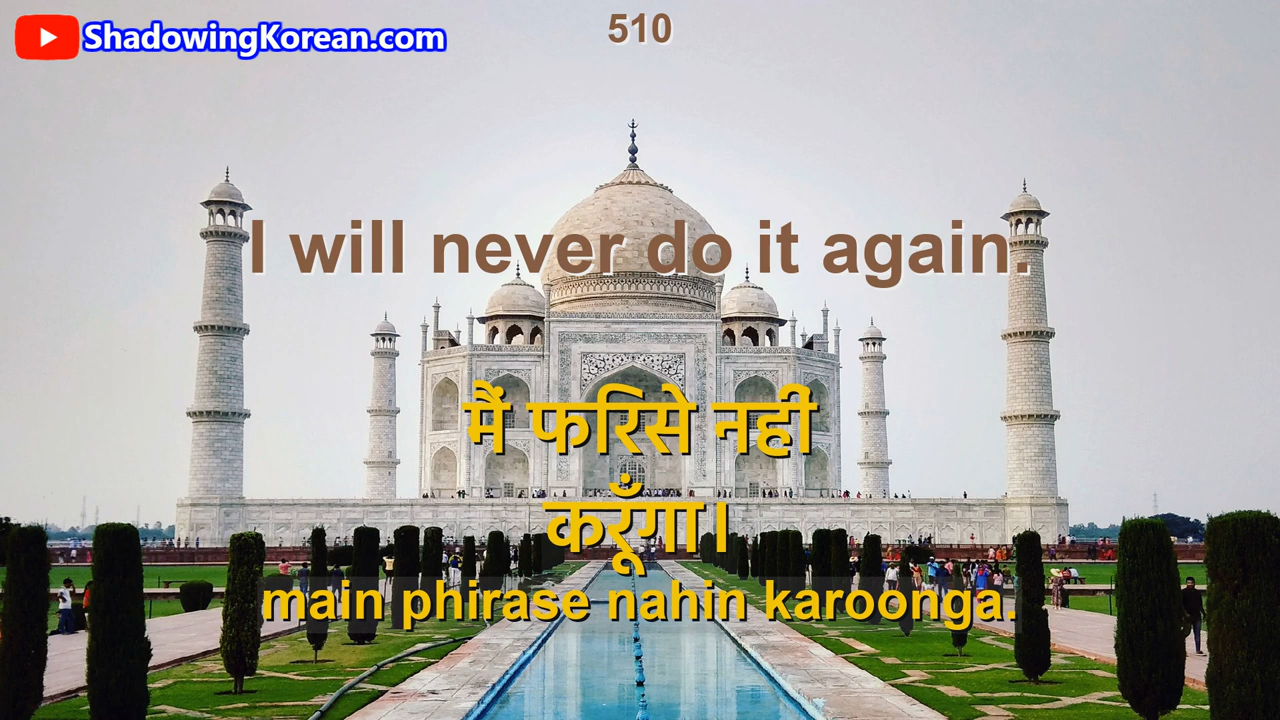 ShadowingKorean.com
510
I will never do it again.
मैं फरिसे नहीं
करूँगा।
main phirase nahin karoonga.